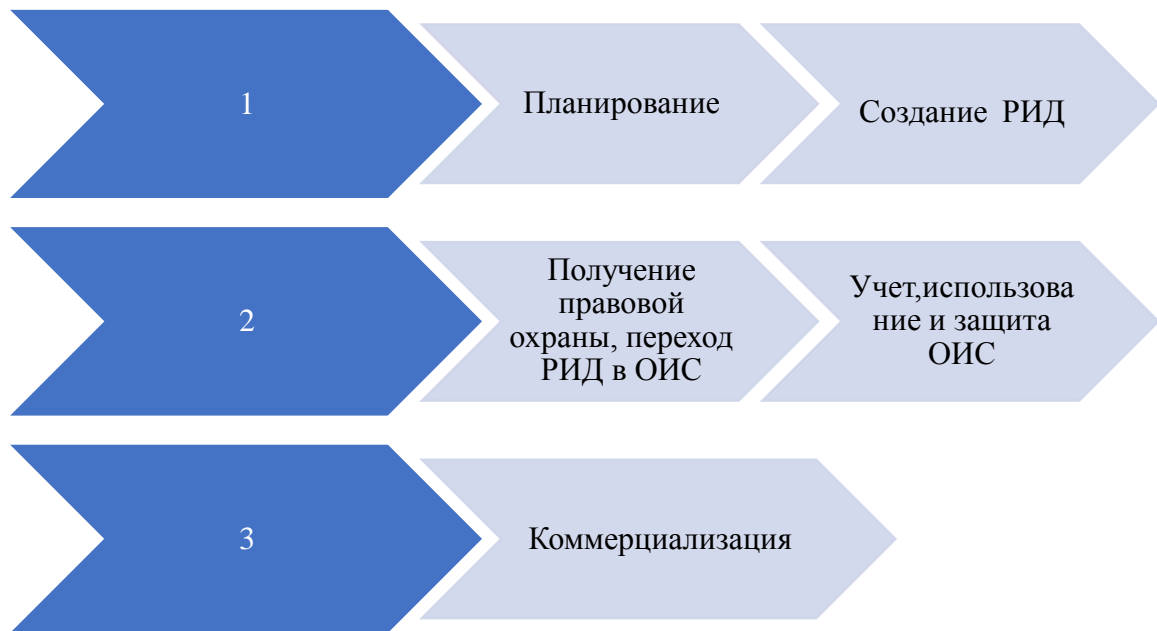 1
Планирование
Создание РИД
2
Получение
правовой
охраны, переход
РИД в ОИС
Учет,использова
ние и защита
ОИС
3
Коммерциализация